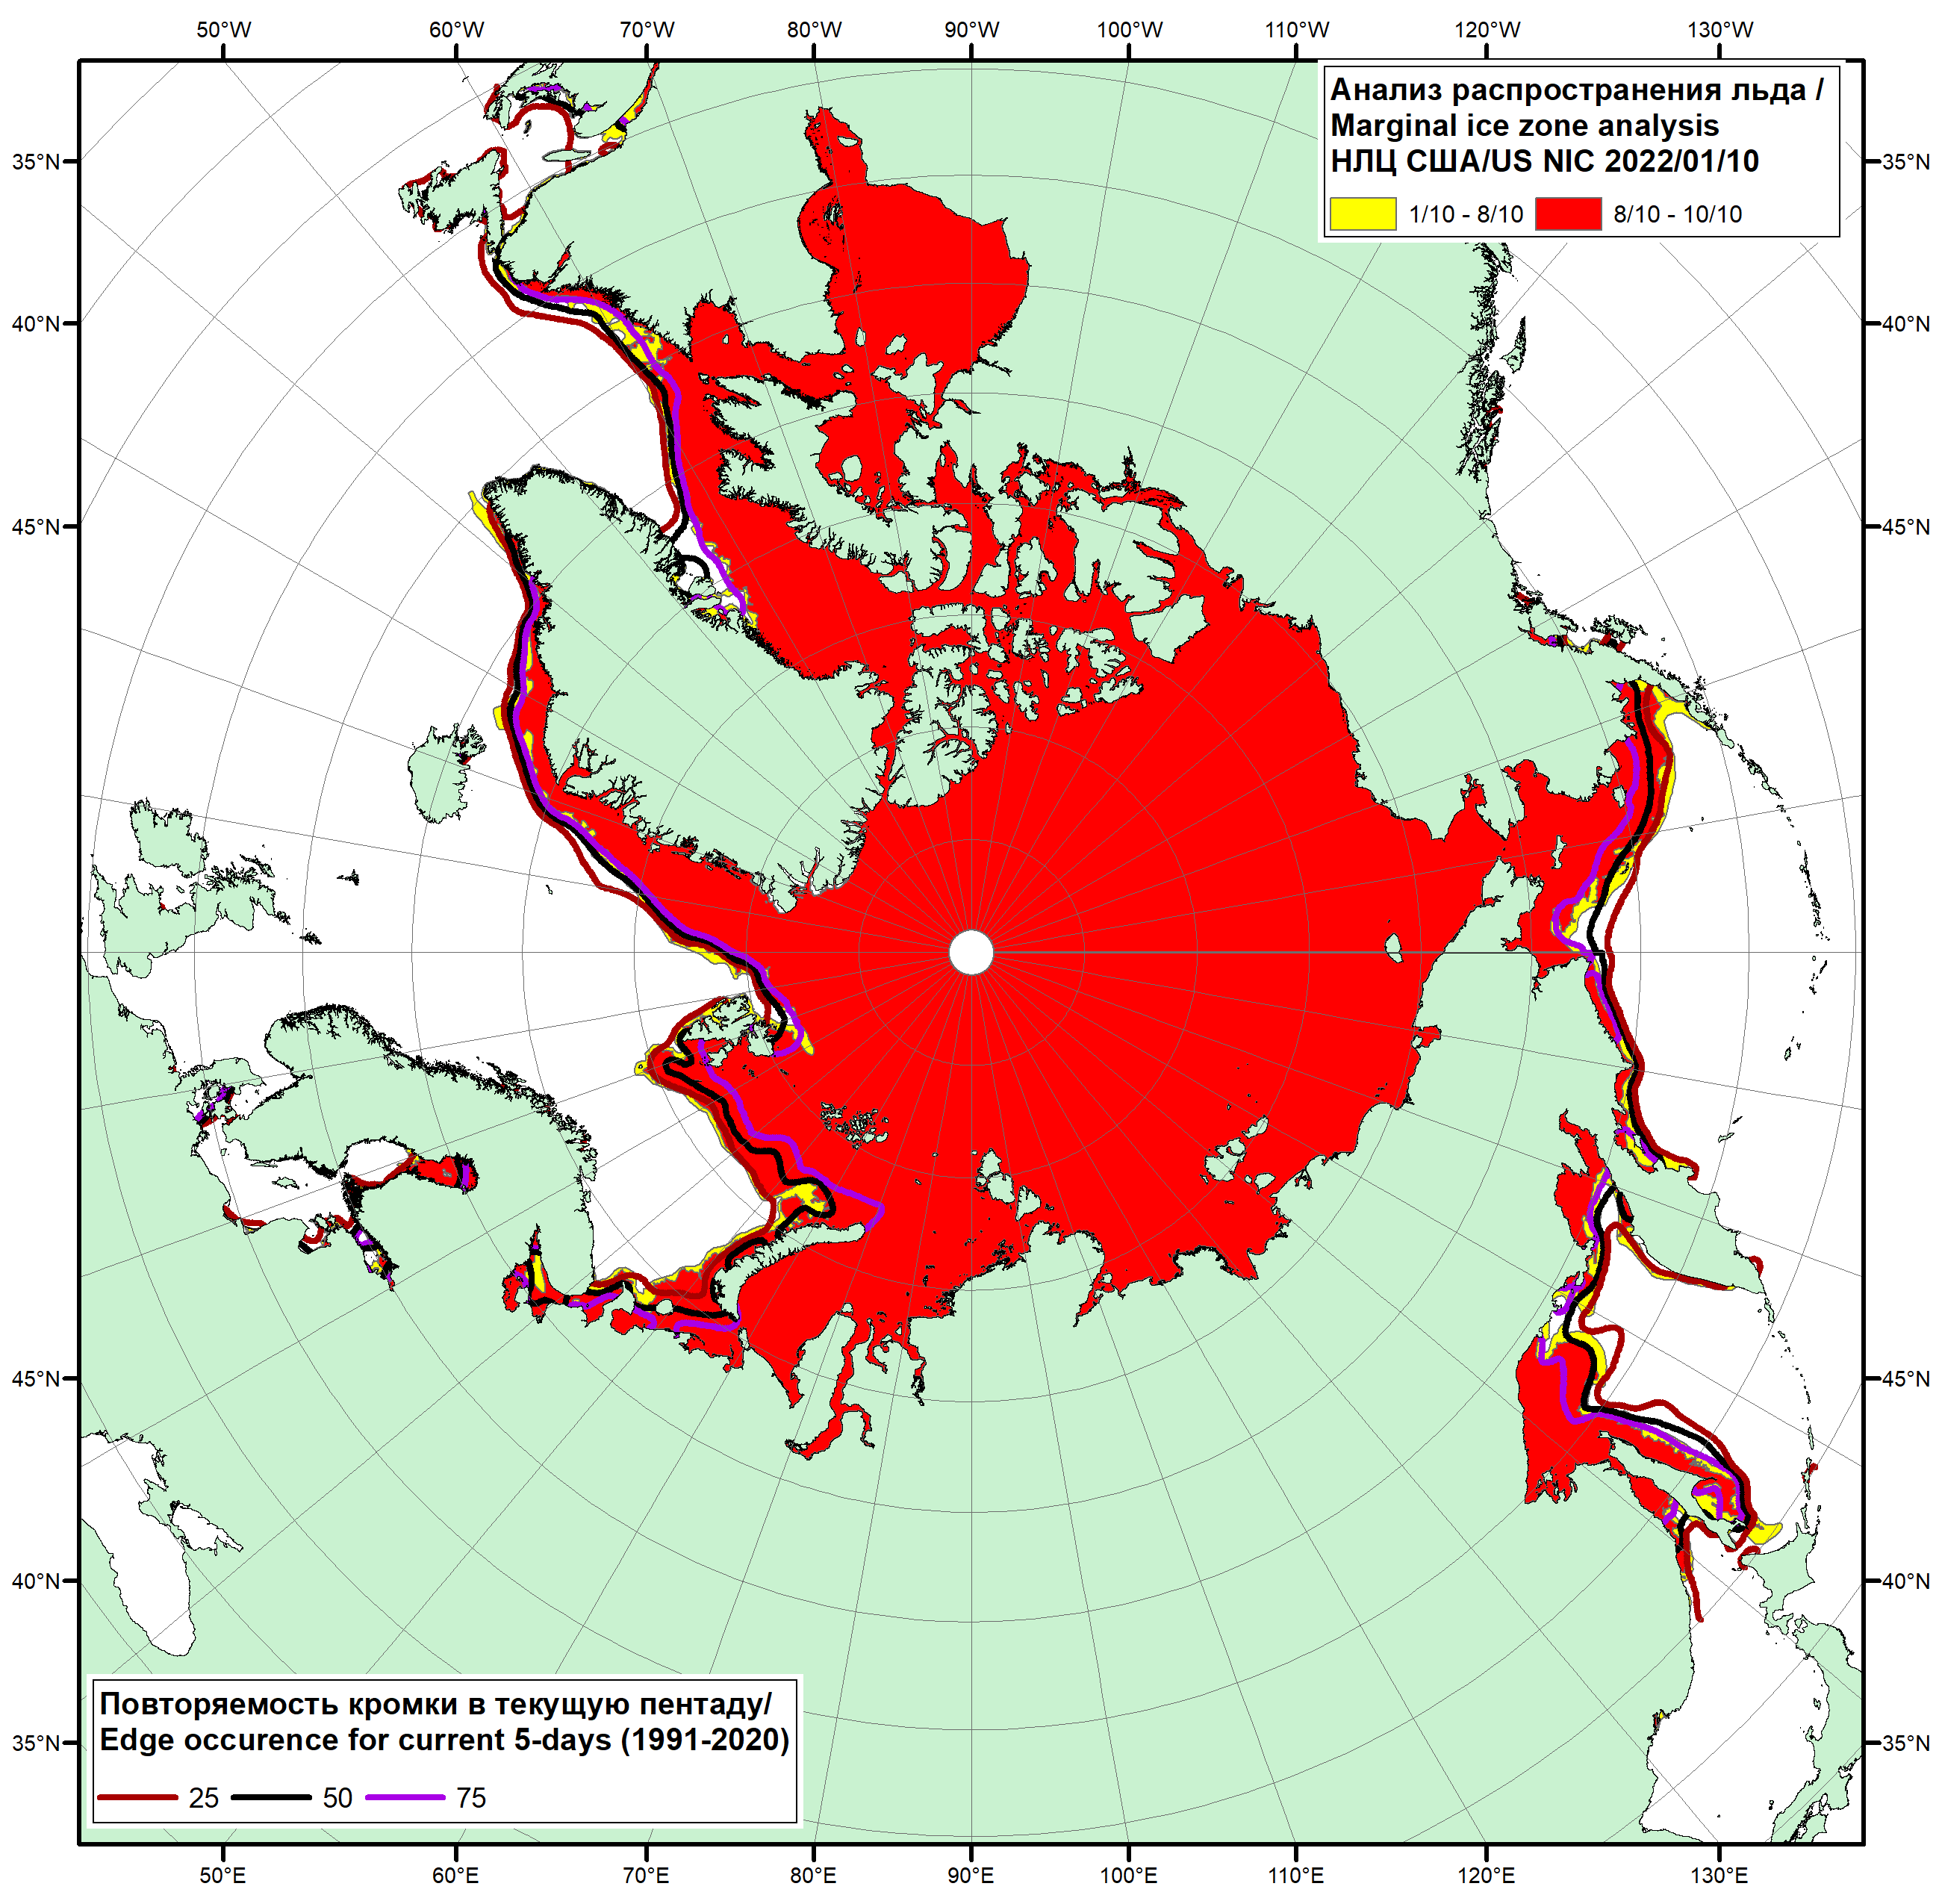 50°W 60°W 70°W 80°W 90°W 100°W 110°W 120°W 130°W
Анализ распространения льда /
Marginal ice zone analysis
НЛЦ США/US NIC 2022/01/10
1/10 - 8/10 8/10 - 10/10
35°N 35°N
40°N 40°N
45°N 45°N
45°N 45°N
40°N 40°N
35°N 35°N
Повторяемость кромки в текущую пентаду/
Edge occurence for current 5-days (1991-2020)
25 50 75
50°E 60°E 70°E 80°E 90°E 100°E 110°E 120°E 130°E